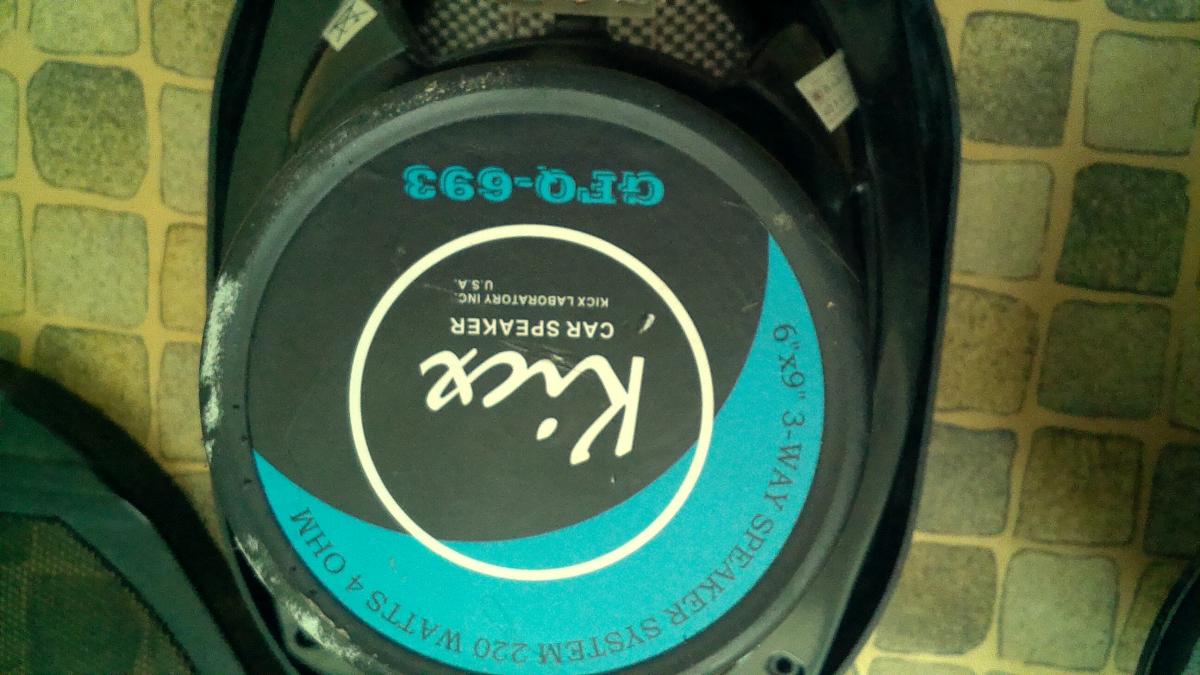 6"x9" 3-WAY SPEAKER SYSTEM 220 WATTS 4 OHM
Kicx
CAR SPEAKER
KICX LABORATORY INC.
U.S.A.
GFQ-693